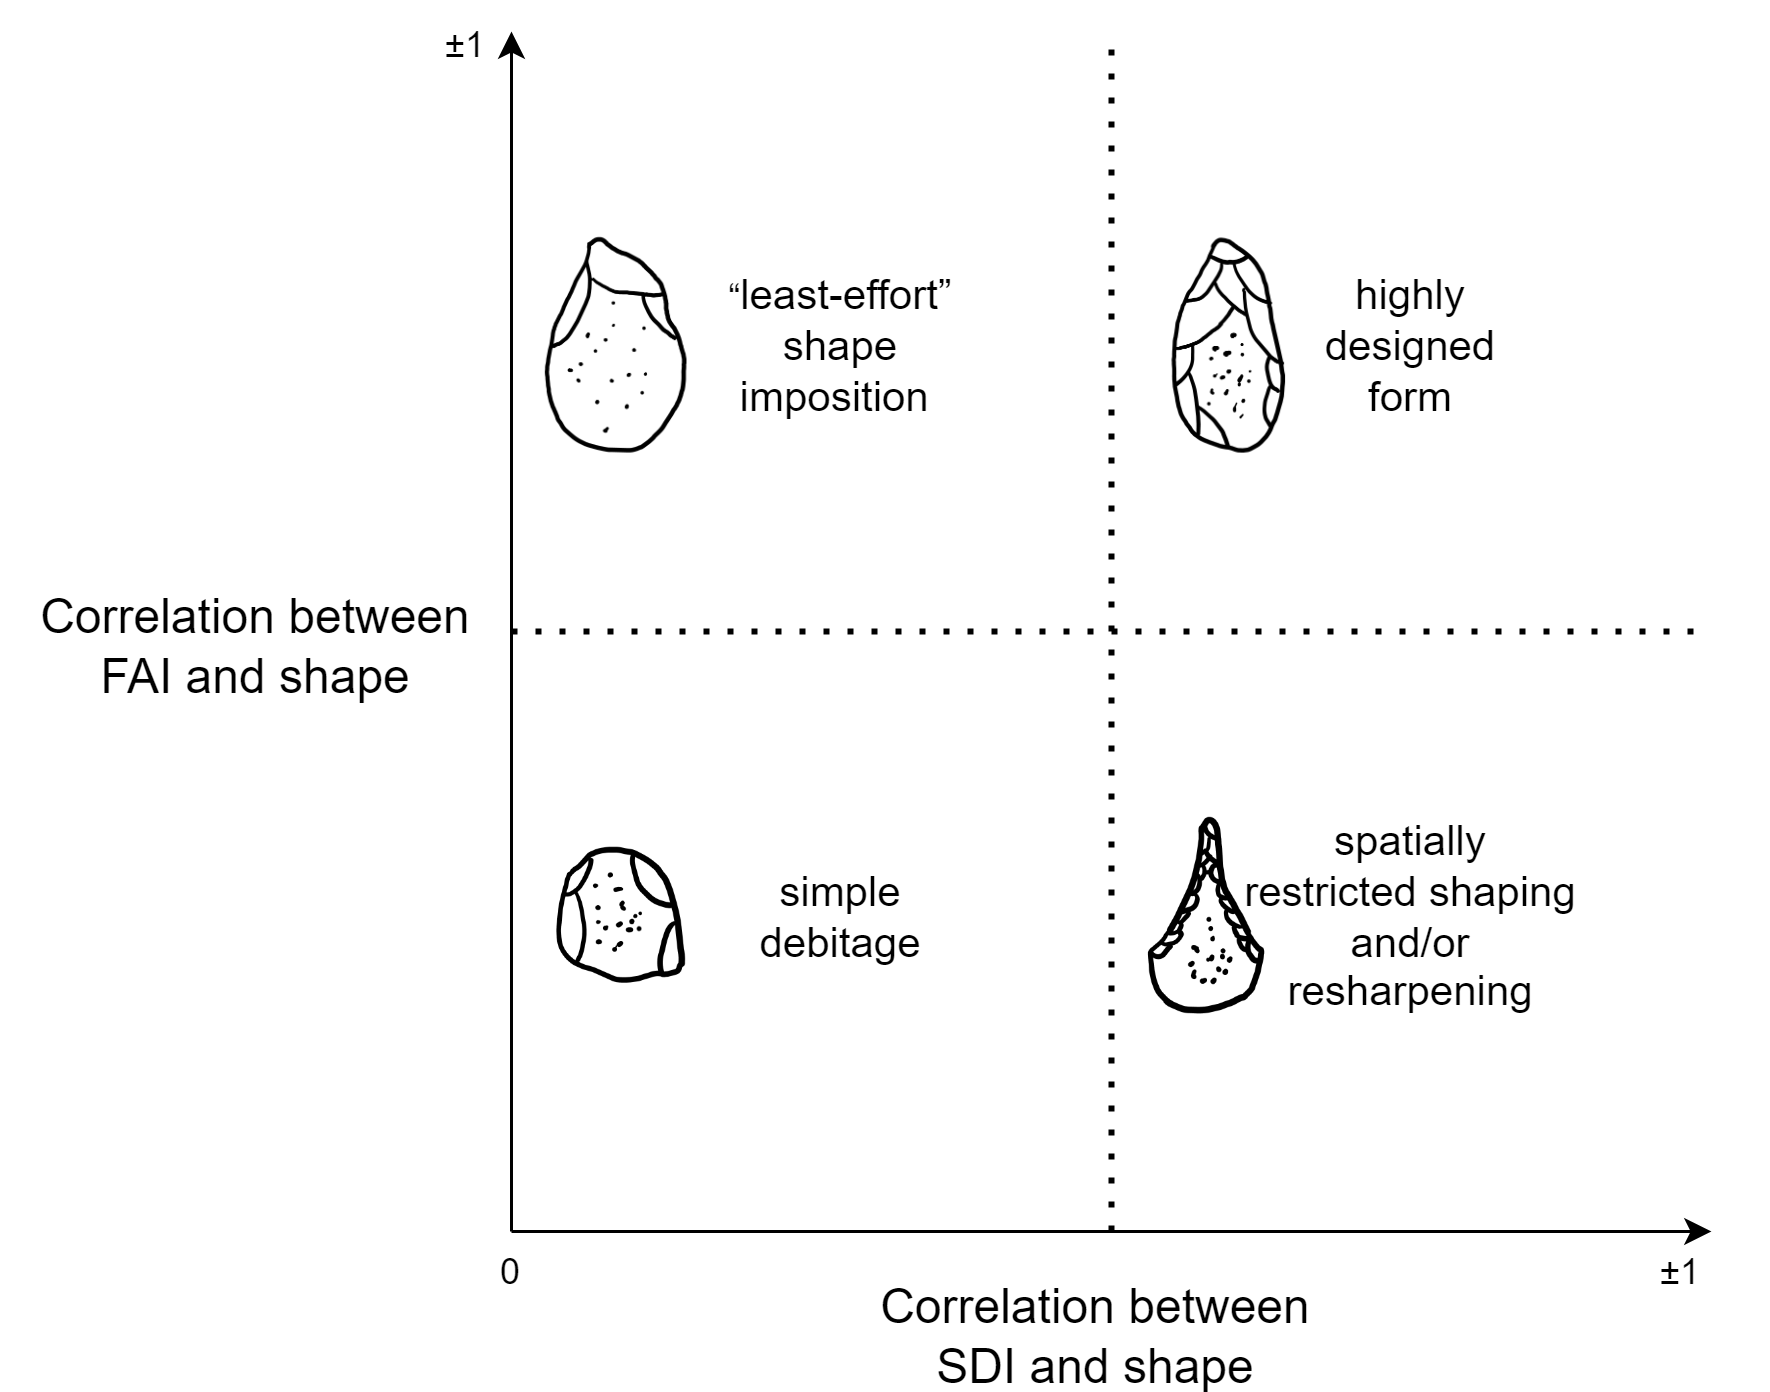 ±1
“least-effort”
shape
imposition
highly
designed
form
Correlation between
FAI and shape
simple
debitage
spatially
restricted shaping
and/or
resharpening
0
±1
Correlation between
SDI and shape